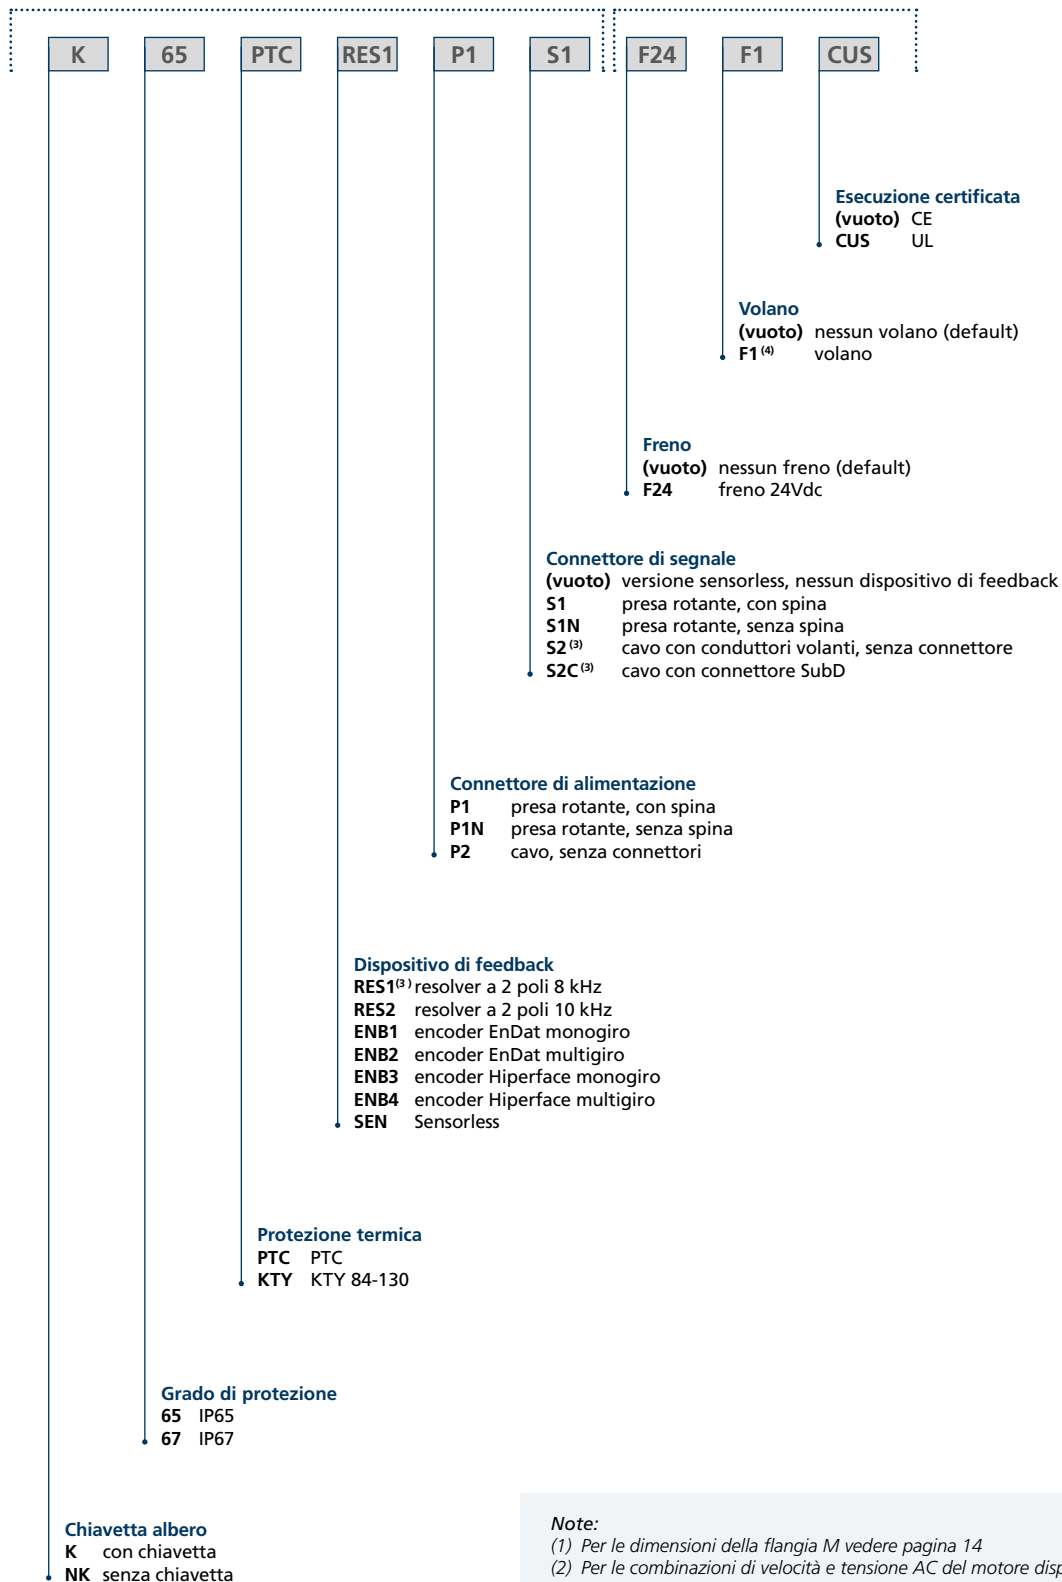 K 65 PTC RES1 P1 S1 F24 F1 CUS
Esecuzione certificata
(vuoto) CE
CUS UL
Volano
(vuoto) nessun volano (default)
F1 (4) volano
Freno
(vuoto) nessun freno (default)
F24 freno 24Vdc
Connettore di segnale
(vuoto) versione sensorless, nessun dispositivo di feedback
S1 presa rotante, con spina
S1N presa rotante, senza spina
S2 (3) cavo con conduttori volanti, senza connettore
S2C (3) cavo con connettore SubD
Connettore di alimentazione
P1 presa rotante, con spina
P1N presa rotante, senza spina
P2 cavo, senza connettori
Dispositivo di feedback
RES1(3 ) resolver a 2 poli 8 kHz
RES2 resolver a 2 poli 10 kHz
ENB1 encoder EnDat monogiro
ENB2 encoder EnDat multigiro
ENB3 encoder Hiperface monogiro
ENB4 encoder Hiperface multigiro
SEN Sensorless
Protezione termica
PTC PTC
KTY KTY 84-130
Grado di protezione
65 IP65
67 IP67
Chiavetta albero
K con chiavetta
NK senza chiavetta
Note:
(1) Per le dimensioni della flangia M vedere pagina 14
(2) Per le combinazioni di velocità e tensione AC del motore disp